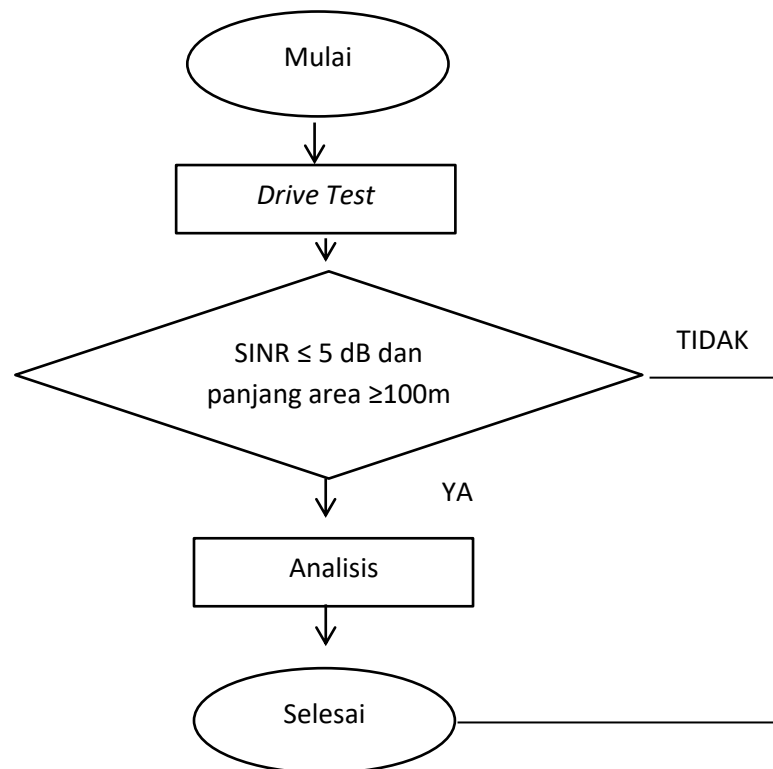 Mulai
Drive Test
SINR ≤ 5 dB dan
panjang area ≥100m
TIDAK
YA
Analisis
Selesai